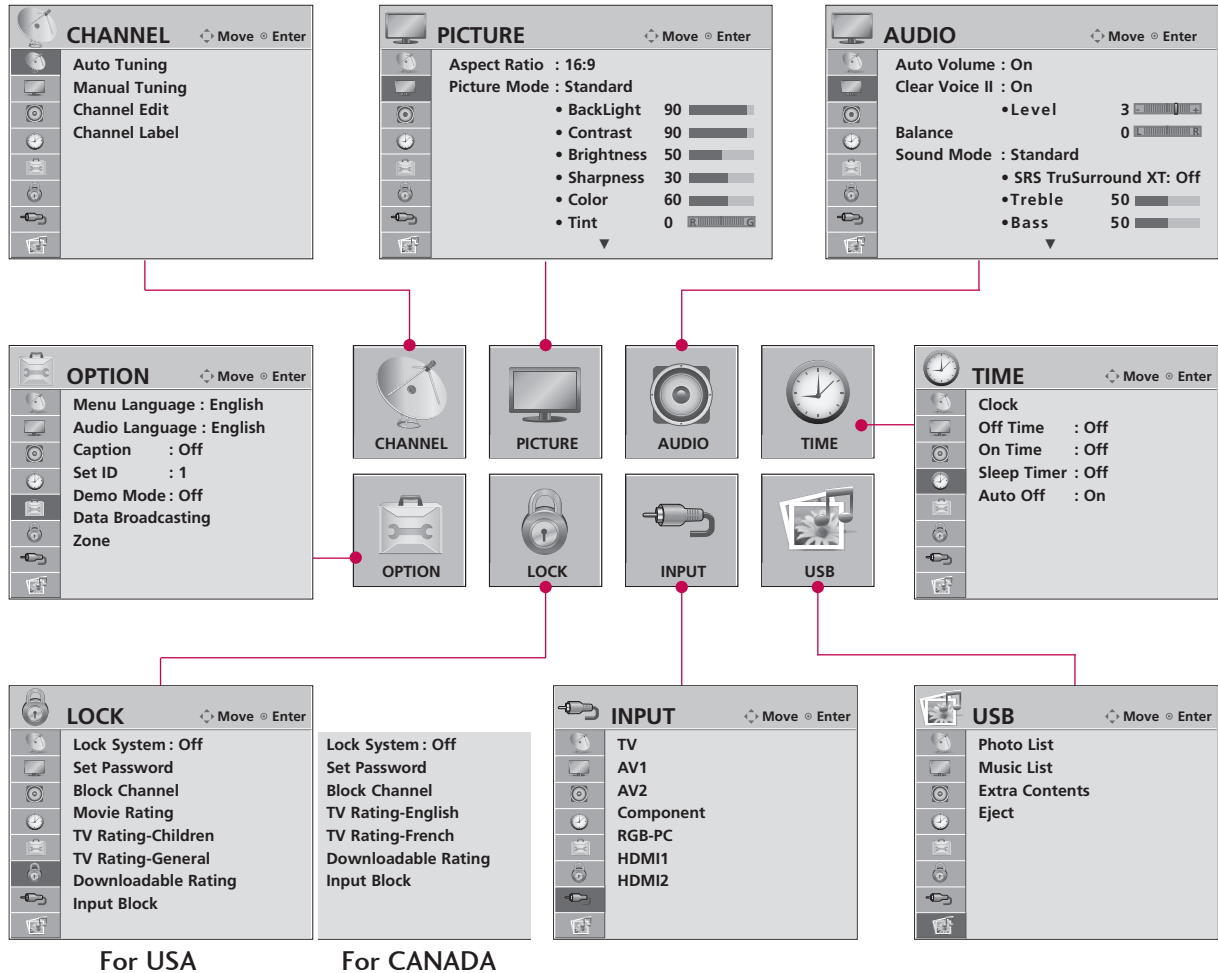 CHANNEL Move Enter
Auto Tuning
Manual Tuning
Channel Edit
Channel Label
PICTURE Move Enter
Aspect Ratio : 16:9
Picture Mode : Standard
• BackLight 90
• Contrast 90
• Brightness 50
• Sharpness 30
• Color 60
• Tint 0 R G
▼
AUDIO Move Enter
Auto Volume : On
Clear Voice II : On
•Level 3 - +
Balance 0 L R
Sound Mode : Standard
• SRS TruSurround XT: Off
•Treble 50
•Bass 50
▼
OPTION Move Enter
Menu Language : English
Audio Language : English
Caption : Off
Set ID : 1
Demo Mode : Off
Data Broadcasting
Zone
CHANNEL
PICTURE
AUDIO
TIME
OPTION
LOCK
INPUT
USB
TIME Move Enter
Clock
Off Time : Off
On Time : Off
Sleep Timer : Off
Auto Off : On
LOCK Move Enter
Lock System : Off
Set Password
Block Channel
Movie Rating
TV Rating-Children
TV Rating-General
Downloadable Rating
Input Block
For USA
Lock System : Off
Set Password
Block Channel
TV Rating-English
TV Rating-French
Downloadable Rating
Input Block
For CANADA
INPUT Move Enter
TV
AV1
AV2
Component
RGB-PC
HDMI1
HDMI2
USB Move Enter
Photo List
Music List
Extra Contents
Eject